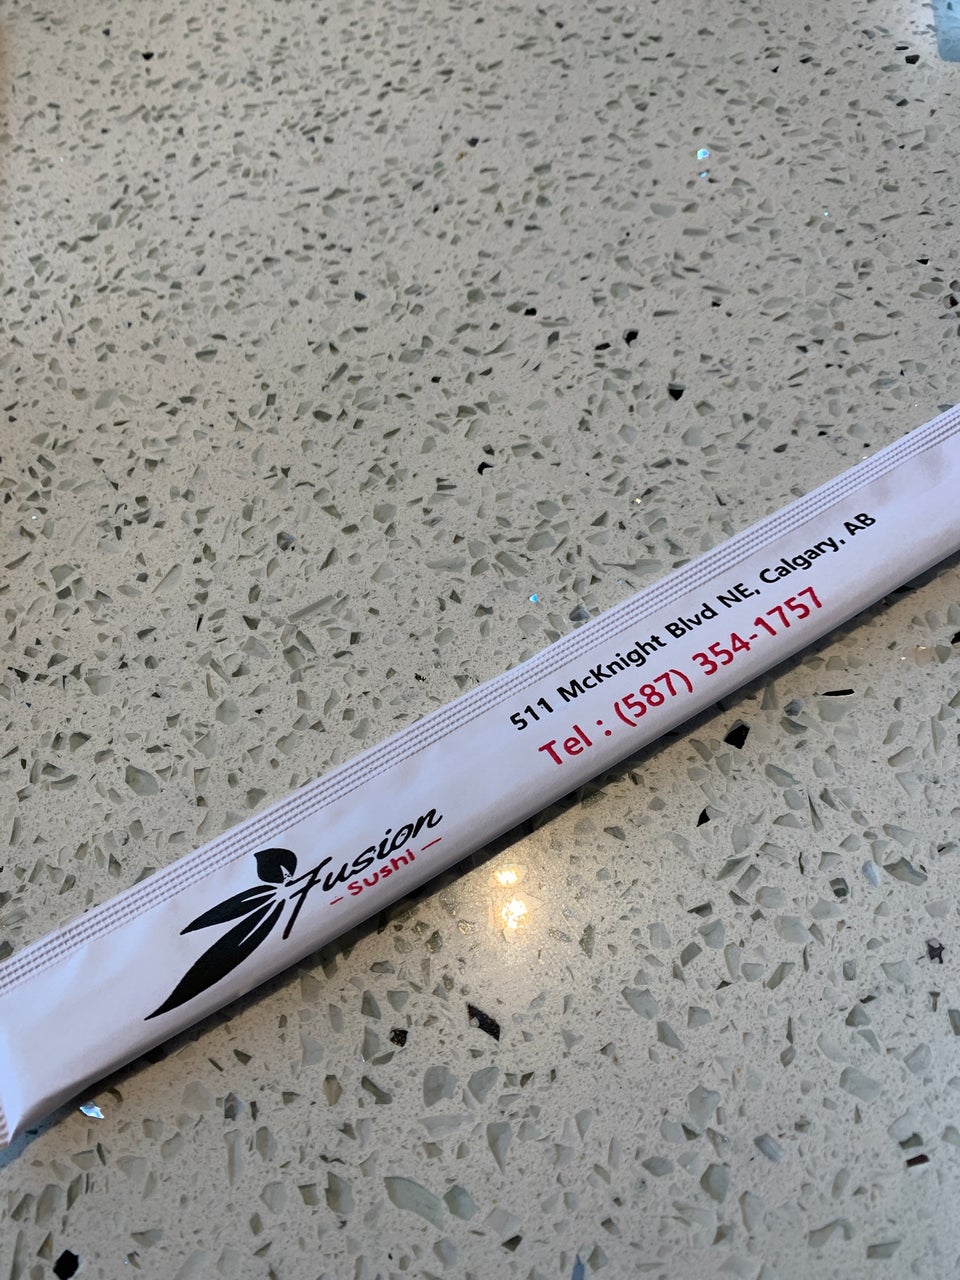 Fusion
- Sushi -
511 McKnight Blvd NE, Calgary, AB
Tel : (587) 354-1757